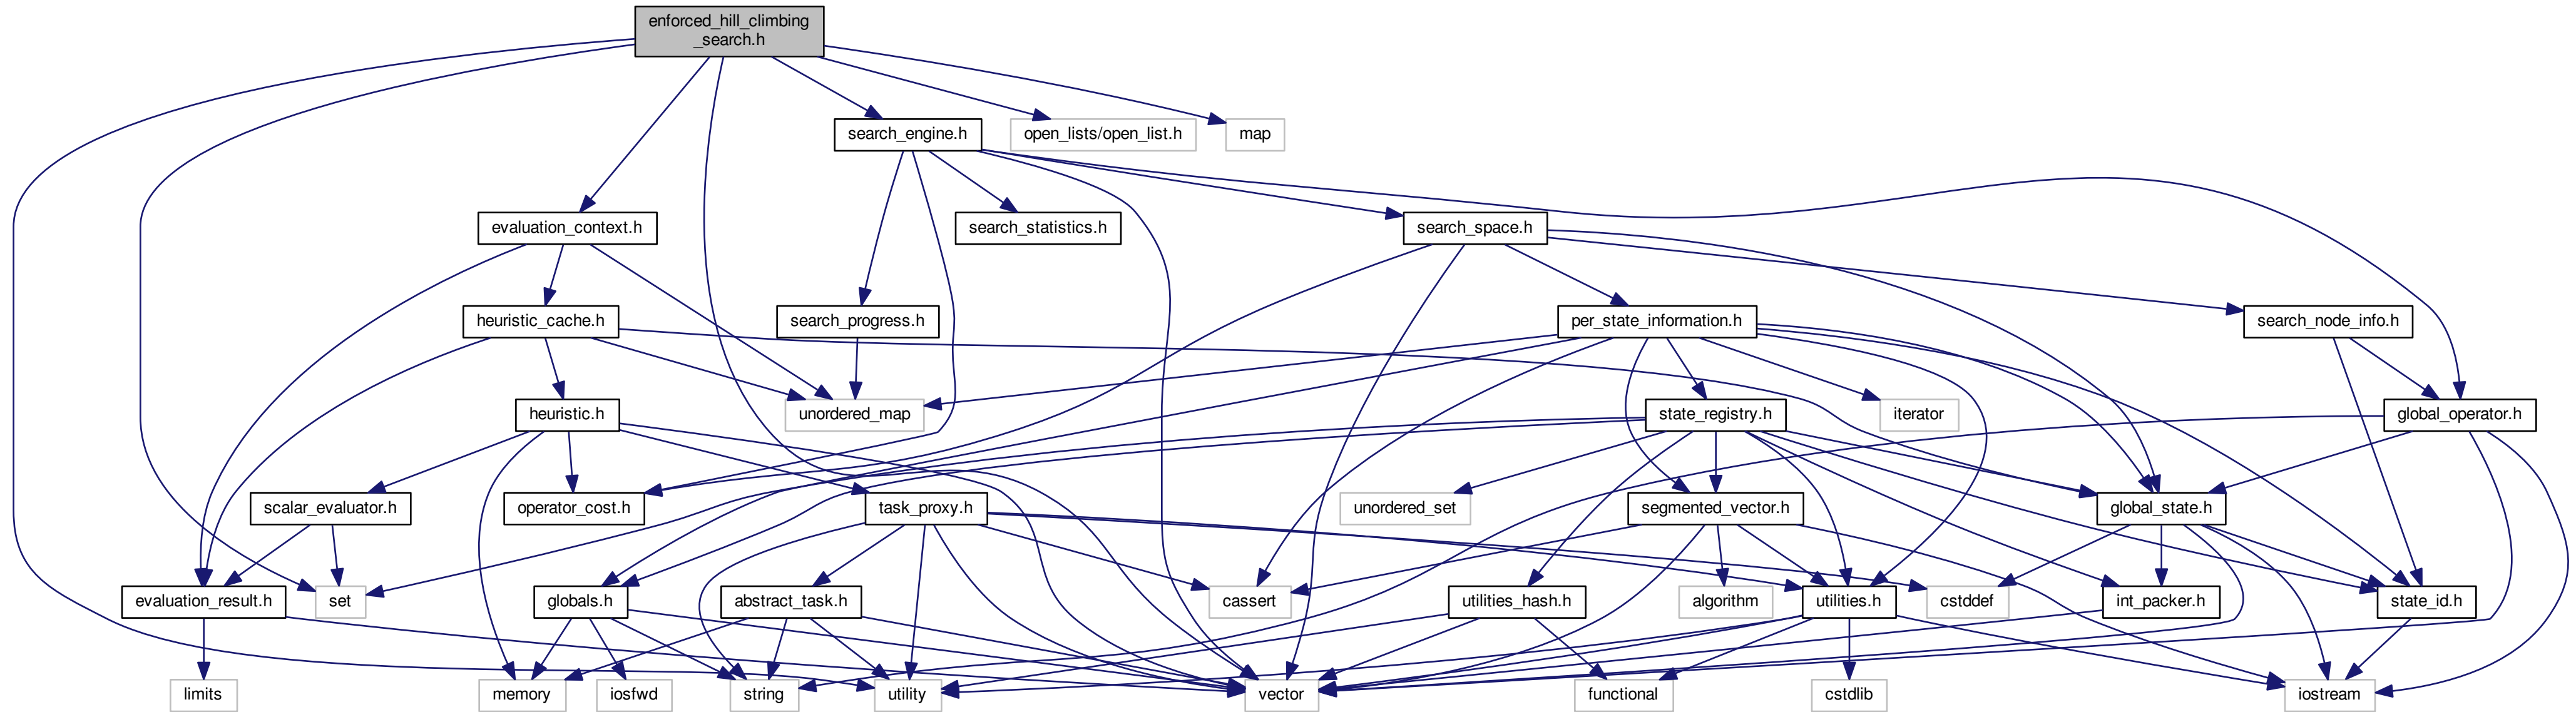 enforced_hill_climbing
_search.h
search_engine.h
open_lists/open_list.h
map
evaluation_context.h
search_statistics.h
search_space.h
heuristic_cache.h
search_progress.h
per_state_information.h
search_node_info.h
heuristic.h
unordered_map
state_registry.h
iterator
global_operator.h
scalar_evaluator.h
operator_cost.h
task_proxy.h
unordered_set
segmented_vector.h
global_state.h
evaluation_result.h
set
globals.h
abstract_task.h
cassert
utilities_hash.h
algorithm
utilities.h
cstddef
int_packer.h
state_id.h
limits
memory
iosfwd
string
utility
vector
functional
cstdlib
iostream